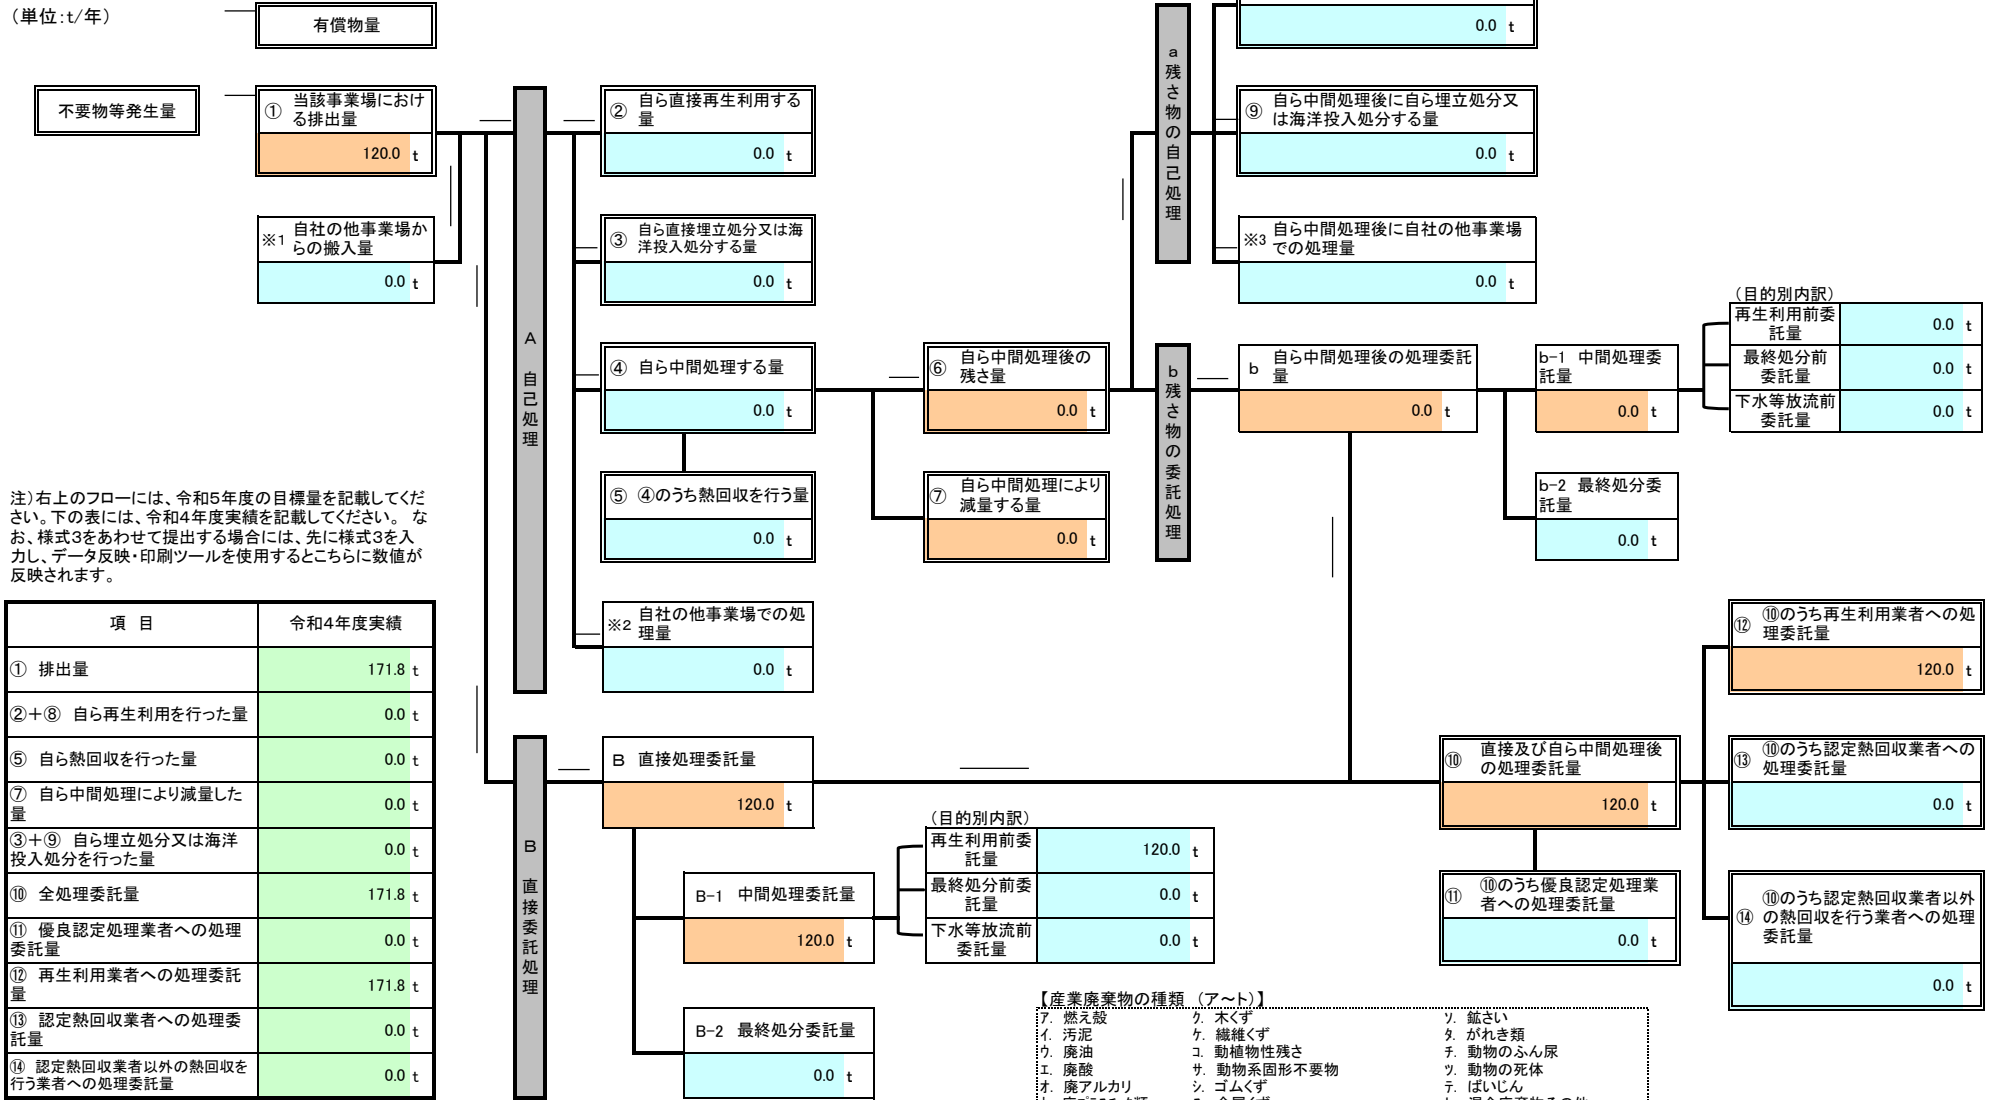 （単位:t/年）
有償物量
不要物等発生量
① 当該事業場におけ
る排出量
120.0 t
※1 自社の他事業場か
らの搬入量
0.0 t
A 自己処理
② 自ら直接再生利用する
量
0.0 t
③ 自ら直接埋立処分又は海
洋投入処分する量
0.0 t
④ 自ら中間処理する量
0.0 t
⑤ ④のうち熱回収を行う量
0.0 t
※2 自社の他事業場での処
理量
0.0 t
⑥ 自ら中間処理後の
残さ量
0.0 t
⑦ 自ら中間処理により
減量する量
0.0 t
a 残さ物の自己処理
0.0 t
⑨ 自ら中間処理後に自ら埋立処分又
は海洋投入処分する量
0.0 t
※3 自ら中間処理後に自社の他事業場
での処理量
0.0 t
b 残さ物の委託処理
b 自ら中間処理後の処理委託
量
0.0 t
b-1 中間処理委
託量
0.0 t
b-2 最終処分委
託量
0.0 t
（目的別内訳）
再生利用前委
託量
0.0 t
最終処分前
委託量
0.0 t
下水等放流前
委託量
0.0 t
注）右上のフローには、令和5年度の目標量を記載してくだ
さい。下の表には、令和4年度実績を記載してください。 な
お、様式3をあわせて提出する場合には、先に様式3を入
力し、データ反映・印刷ツールを使用するとこちらに数値が
反映されます。
項 目 令和4年度実績
① 排出量 171.8 t
②＋⑧ 自ら再生利用を行った量 0.0 t
⑤ 自ら熱回収を行った量 0.0 t
⑦ 自ら中間処理により減量した
量 0.0 t
③＋⑨ 自ら埋立処分又は海洋
投入処分を行った量 0.0 t
⑩ 全処理委託量 171.8 t
⑪ 優良認定処理業者への処理
委託量 0.0 t
⑫ 再生利用業者への処理委託
量 171.8 t
⑬ 認定熱回収業者への処理委
託量 0.0 t
⑭ 認定熱回収業者以外の熱回収を
行う業者への処理委託量 0.0 t
B 直接委託処理
B 直接処理委託量
120.0 t
B-1 中間処理委託量
120.0 t
B-2 最終処分委託量
0.0 t
（目的別内訳）
再生利用前委
託量
120.0 t
最終処分前委
託量
0.0 t
下水等放流前
委託量
0.0 t
⑩ 直接及び自ら中間処理後
の処理委託量
120.0 t
⑪ ⑩のうち優良認定処理業
者への処理委託量
0.0 t
⑫ ⑩のうち再生利用業者への処
理委託量
120.0 t
⑬ ⑩のうち認定熱回収業者への
処理委託量
0.0 t
⑭ ⑩のうち認定熱回収業者以外
の熱回収を行う業者への処理
委託量
0.0 t
【産業廃棄物の種類 （ア～ト）】
ｱ. 燃え殻 ｸ. 木くず ｿ. 鉱さい
ｲ. 汚泥 ｹ. 繊維くず ﾀ. がれき類
ｳ. 廃油 ｺ. 動植物性残さ ﾁ. 動物のふん尿
ｴ. 廃酸 ｻ. 動物系固形不要物 ﾂ. 動物の死体
ｵ. 廃アルカリ ｼ. ゴムくず ﾃ. ばいじん